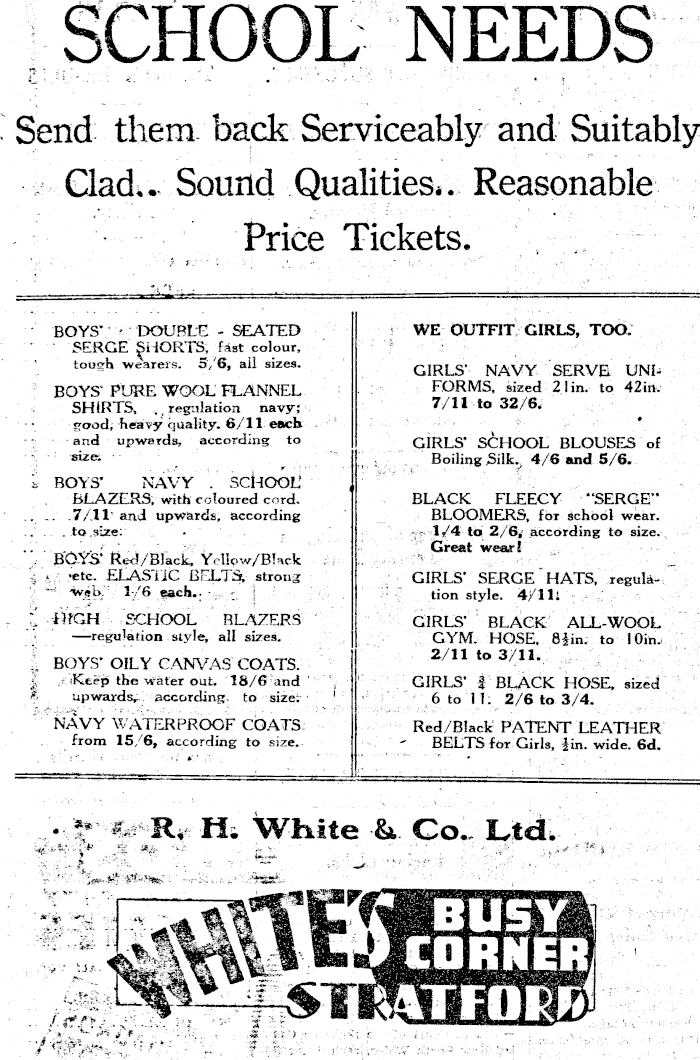 SCHOOL NEEDS
Send them back Serviceably and Suitably
Clad.. Sound Qualities.. Reasonable
Price Tickets.
BOYS' DOUBLE - SEATED
SERGE SHORTS, fast colour,
tough wearers. 5/6, all sizes.
BOYS' PURE WOOL FLANNEL
SHIRTS, regulation navy;
good, heavy quality. 6/11 each
and upwards, according to
size.
BOYS' NAVY SCHOOL
BLAZERS, with coloured cord.
7/11 and upwards, according
to size.
BOYS' Red/Black, Yellow/Black
etc. ELASTIC BELTS, strong
web. 1/6 each.
HIGH SCHOOL BLAZERS
—regulation style, all sizes.
BOYS' OILY CANVAS COATS.
Keep the water out. 18/6 and
upwards, according to size.
NAVY WATERPROOF COATS
from 15/6, according to size.
WE OUTFIT GIRLS, TOO.
GIRLS' NAVY SERVE UNI-
FORMS, sized 21in. to 42in.
7/11 to 32/6.
GIRLS' SCHOOL BLOUSES of
Boiling Silk. 4/6 and 5/6.
BLACK FLEECY "SERGE"
BLOOMERS, for school wear.
1/4 to 2/6, according to size.
Great wear!
GIRLS' SERGE HATS, regula-
tion style. 4/11.
GIRLS' BLACK ALL-WOOL
GYM. HOSE, 8½in. to 10in.
2/11 to 3/11.
GIRLS' ¾ BLACK HOSE, sized
6 to 11. 2/6 to 3/4.
Red/Black PATENT LEATHER
BELTS for Girls, ½in. wide. 6d.
R. H. White & Co. Ltd.
WHITE'S BUSY
CORNER
STRATFORD